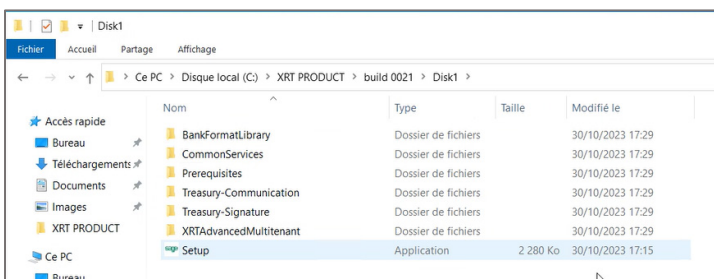 Disk1
Fichier Accueil Partage Affichage
Ce PC > Disque local (C:) > XRT PRODUCT > build 0021 > Disk1 >
Nom Type Taille Modifié le
Accès rapide
Bureau
Téléchargements
Documents
Images
XRT PRODUCT
Ce PC
Bureau
BankFormatLibrary Dossier de fichiers 30/10/2023 17:29
CommonServices Dossier de fichiers 30/10/2023 17:29
Prerequisites Dossier de fichiers 30/10/2023 17:29
Treasury-Communication Dossier de fichiers 30/10/2023 17:29
Treasury-Signature Dossier de fichiers 30/10/2023 17:29
XRTAdvancedMultitenant Dossier de fichiers 30/10/2023 17:29
Setup Application 2 280 Ko 30/10/2023 17:15